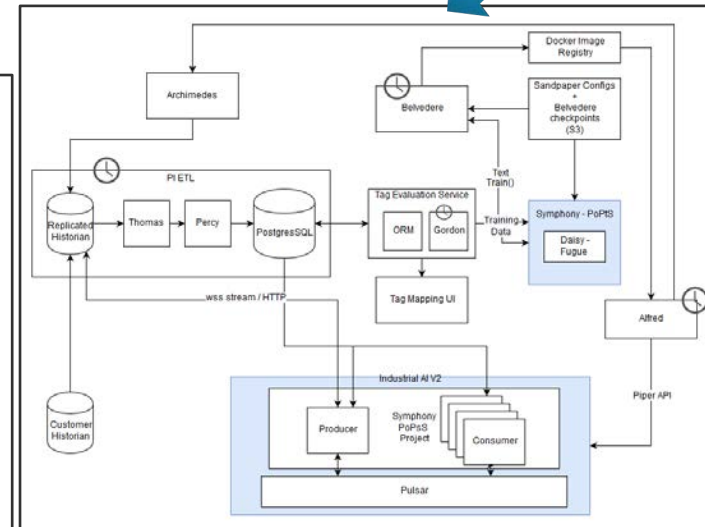 Docker Image
Registry
Archimedes
Belvedere
Sandpaper Configs
+
Belvedere
checkpoints
(S3)
PI ETL
Text
Train()
Replicated
Historian
Thomas
Percy
PostgresSQL
Tag Evaluation Service
ORM
Gordon
Training
Data
Symphony - PoPtS
Daisy -
Fugue
Tag Mapping UI
wss stream / HTTP
Alfred
Customer
Historian
Industrial AI V2
Piper API
Producer
Symphony
PoPsS
Project
Consumer
Pulsar